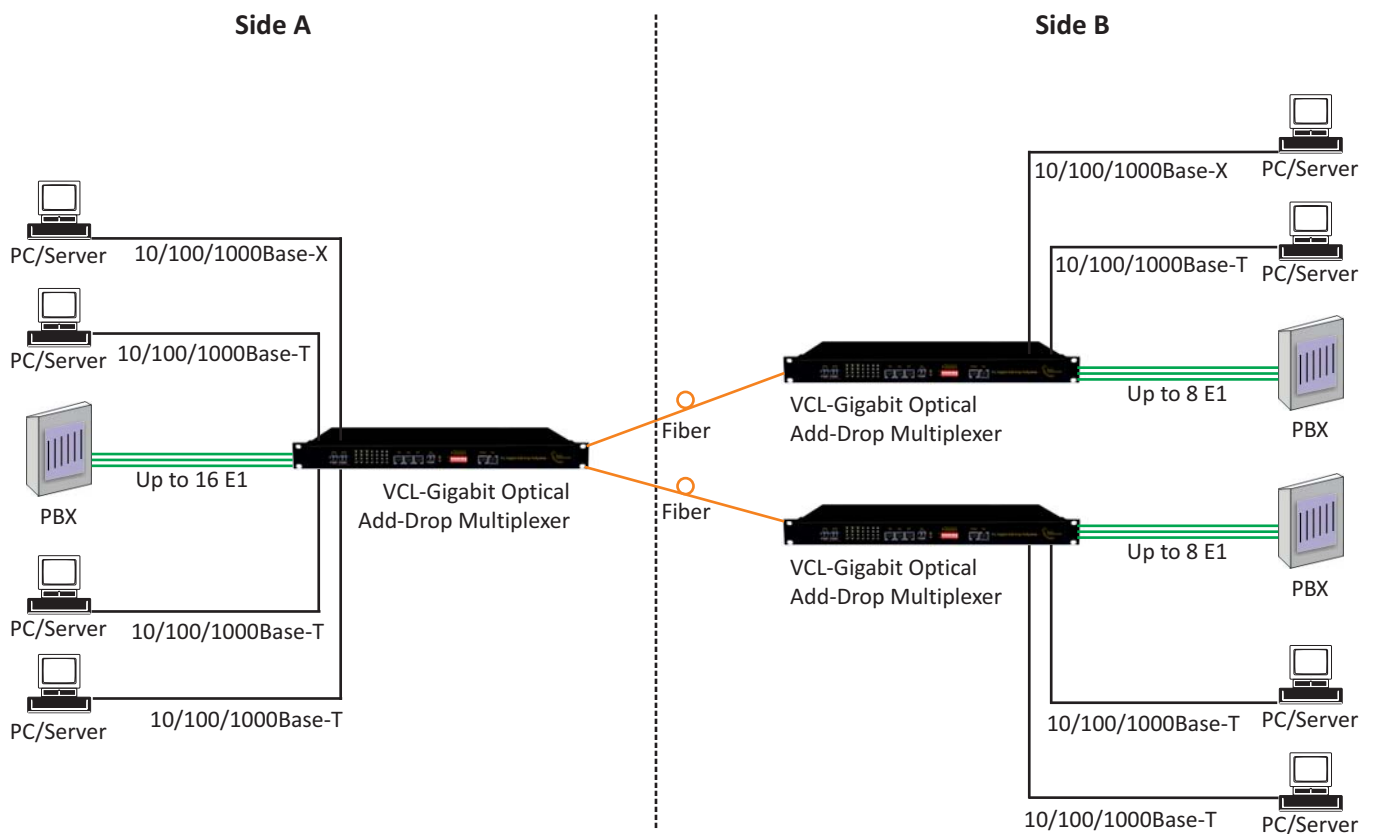 Side A
Side B
PC/Server
10/100/1000Base-X
PC/Server
10/100/1000Base-T
PBX
Up to 16 E1
VCL-Gigabit Optical
Add-Drop Multiplexer
PC/Server
10/100/1000Base-T
PC/Server
10/100/1000Base-T
Fiber
Fiber
10/100/1000Base-X
PC/Server
10/100/1000Base-T
PC/Server
VCL-Gigabit Optical
Add-Drop Multiplexer
Up to 8 E1
PBX
VCL-Gigabit Optical
Add-Drop Multiplexer
Up to 8 E1
PBX
10/100/1000Base-T
PC/Server
10/100/1000Base-T
PC/Server